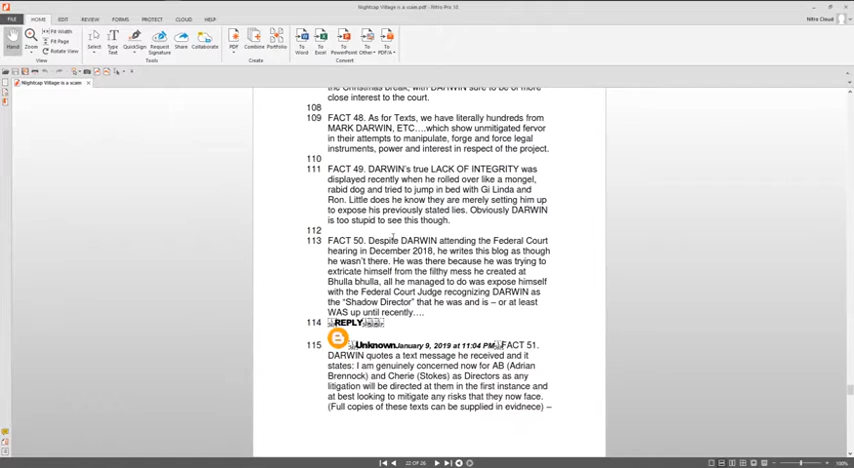 Nightcap Village is a scam.pdf - Nitro Pro 10
FILE HOME EDIT REVIEW FORMS PROTECT CLOUD HELP
Nitro Cloud
Hand Zoom Fit Width
Fit Page
Rotate View
Select Type Text QuickSign Request Signature Share Collaborate
PDF Combine Portfolio
To Word To Excel To PowerPoint To Other To PDF/A
View Tools Create Convert
Nightcap Village is a scam
the Christmas break, with DARWIN sure to be of more
close interest to the court.
108
109 FACT 48. As for Texts, we have literally hundreds from
MARK DARWIN, ETC….which show unmitigated fervor
in their attempts to manipulate, forge and force legal
instruments, power and interest in respect of the project.
110
111 FACT 49. DARWIN's true LACK OF INTEGRITY was
displayed recently when he rolled over like a mongel,
rabid dog and tried to jump in bed with Gi Linda and
Ron. Little does he know they are merely setting him up
to expose his previously stated lies. Obviously DARWIN
is too stupid to see this though.
112
113 FACT 50. Despite DARWIN attending the Federal Court
hearing in December 2018, he writes this blog as though
he wasn't there. He was there because he was trying to
extricate himself from the filthy mess he created at
Bhulla bhulla, all he managed to do was expose himself
with the Federal Court Judge recognizing DARWIN as
the “Shadow Director” that he was and is – or at least
WAS up until recently….
114 REPLY
115 Unknown January 9, 2019 at 11:04 PM FACT 51.
DARWIN quotes a text message he received and it
states: I am genuinely concerned now for AB (Adrian
Brennock) and Cherie (Stokes) as Directors as any
litigation will be directed at them in the first instance and
at best looking to mitigate any risks that they now face.
(Full copies of these texts can be supplied in evidnece) –
22 OF 26
100%